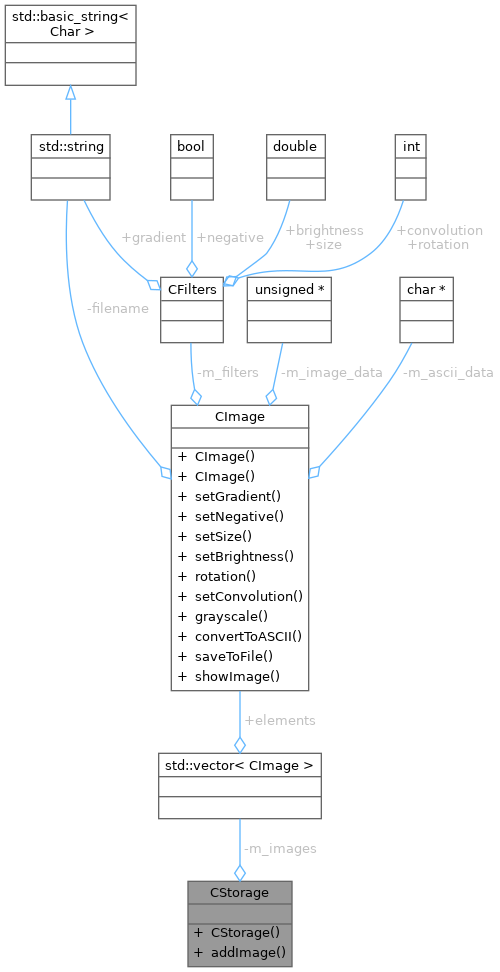 std::basic_string<
Char >
std::string
bool
double
int
+gradient
+negative
+brightness
+size
+convolution
+rotation
CFilters
unsigned *
char *
-filename
-m_filters
-m_image_data
-m_ascii_data
CImage
+ CImage()
+ CImage()
+ setGradient()
+ setNegative()
+ setSize()
+ setBrightness()
+ rotation()
+ setConvolution()
+ grayscale()
+ convertToASCII()
+ saveToFile()
+ showImage()
+elements
std::vector< CImage >
-m_images
CStorage
+ CStorage()
+ addImage()